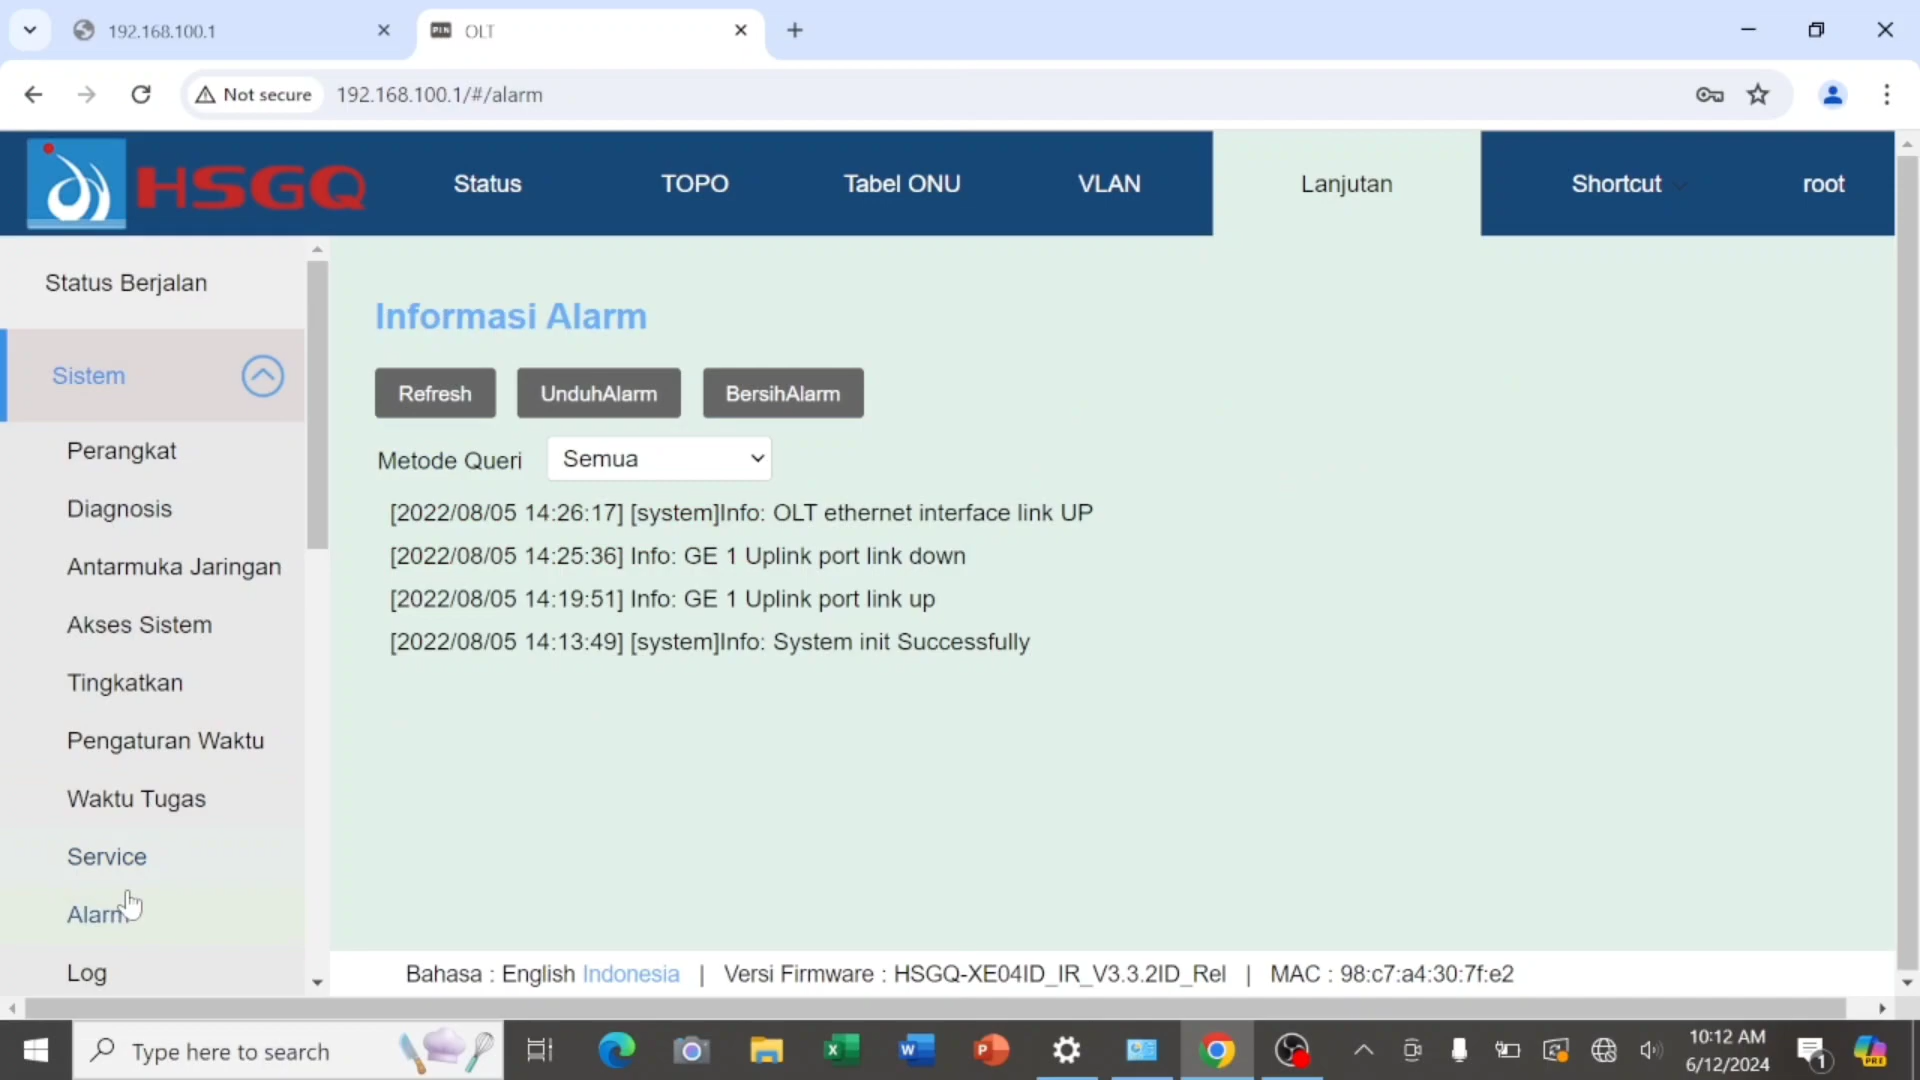 192.168.100.1
OLT
Not secure
192.168.100.1/#/alarm
HSGQ
Status
TOPO
Tabel ONU
VLAN
Lanjutan
Shortcut
root
Status Berjalan
Sistem
Perangkat
Diagnosis
Antarmuka Jaringan
Akses Sistem
Tingkatkan
Pengaturan Waktu
Waktu Tugas
Service
Alarm
Log
Informasi Alarm
Refresh
UnduhAlarm
BersihAlarm
Metode Queri
Semua
[2022/08/05 14:26:17] [system]Info: OLT ethernet interface link UP
[2022/08/05 14:25:36] Info: GE 1 Uplink port link down
[2022/08/05 14:19:51] Info: GE 1 Uplink port link up
[2022/08/05 14:13:49] [system]Info: System init Successfully
Bahasa : English Indonesia | Versi Firmware : HSGQ-XE04ID_IR_V3.3.2ID_Rel | MAC : 98:c7:a4:30:7f:e2
Type here to search
10:12 AM
6/12/2024
1
PRE